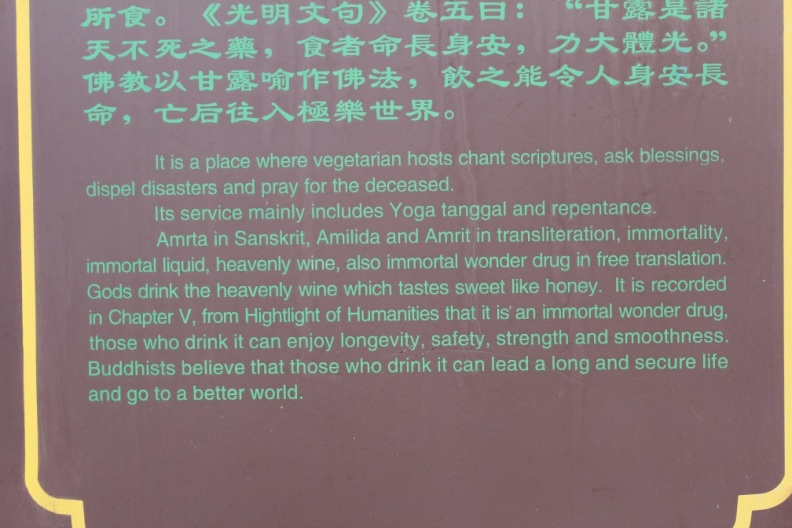 所食。《光明文句》卷五曰：“甘露是諸
天不死之藥，食者命長身安，力大體光。”
佛教以甘露喻作佛法，飲之能令人身安長
命，亡后往入極樂世界。
It is a place where vegetarian hosts chant scriptures, ask blessings,
dispel disasters and pray for the deceased.
Its service mainly includes Yoga tanggal and repentance.
Amrta in Sanskrit, Amilida and Amrit in transliteration, immortality,
immortal liquid, heavenly wine, also immortal wonder drug in free translation.
Gods drink the heavenly wine which tastes sweet like honey. It is recorded
in Chapter V, from Hightlight of Humanities that it is an immortal wonder drug,
those who drink it can enjoy longevity, safety, strength and smoothness.
Buddhists believe that those who drink it can lead a long and secure life
and go to a better world.